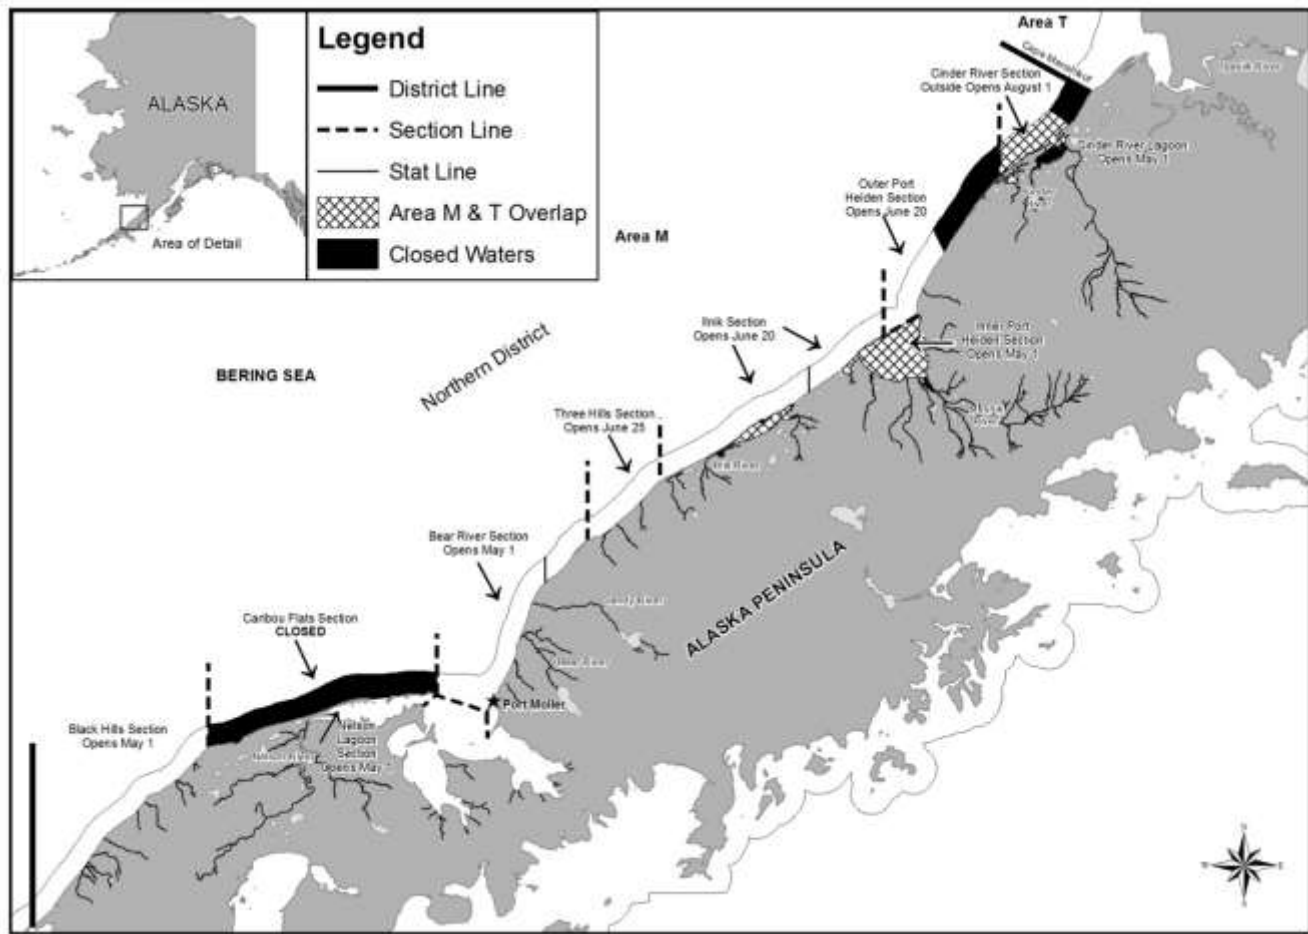 Legend
District Line
Section Line
Stat Line
Area M & T Overlap
Closed Waters
ALASKA
Area of Detail
Area T
Cinder River Section
Outside Opens August 1
Cinder River Lagoon
Opens May 1
Outer Port
Heiden Section
Opens June 20
Area M
Ilnik Section
Opens June 20
Inner Port
Heiden Section
Opens May 1
BERING SEA
Northern District
Three Hills Section
Opens June 25
Ilnik River
Bear River Section
Opens May 1
ALASKA PENINSULA
Sandy River
Caribou Flats Section
CLOSED
Port Moller
Black Hills Section
Opens May 1
Nelson
Lagoon
Section
Opens May